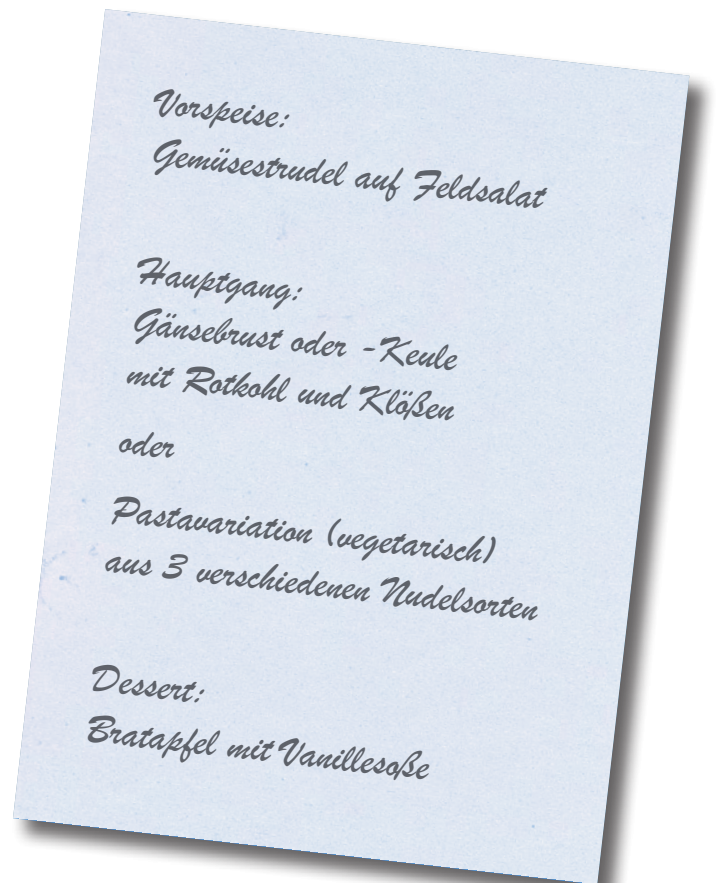 Vorspeise:
Gemüsestrudel auf Feldsalat
Hauptgang:
Gänsebrust oder -Keule
mit Rotkohl und Klößen
oder
Pastavariation (vegetarisch)
aus 3 verschiedenen Nudelsorten
Dessert:
Bratapfel mit Vanillesoße